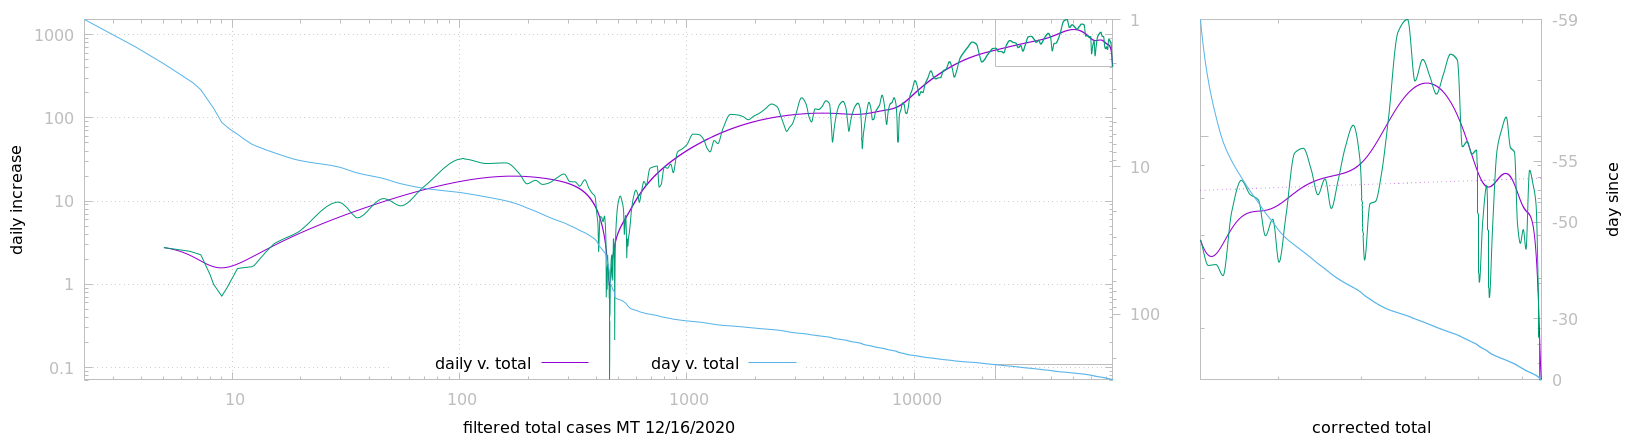 1000
100
10
1
0.1
daily increase
10
100
1000
10000
filtered total cases MT 12/16/2020
daily v. total
day v. total
1
10
100
corrected total
-59
-55
-50
-30
0
day since